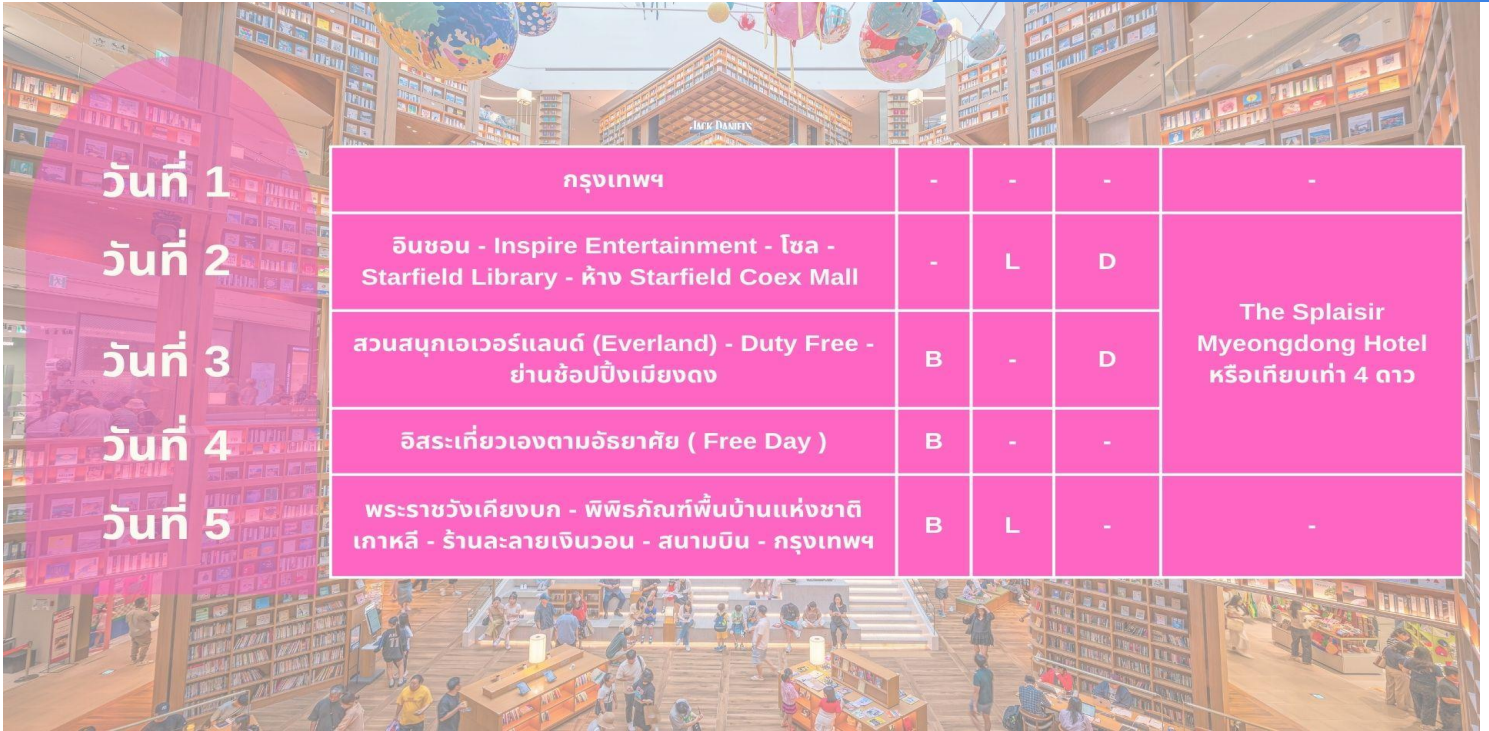 JACK DANIEL'S
วันที่ 1
กรุงเทพฯ
-
-
-
-
วันที่ 2
อินชอน - Inspire Entertainment - โซล -
Starfield Library - ห้าง Starfield Coex Mall
-
L
D
The Splaisir
Myeongdong Hotel
หรือเทียบเท่า 4 ดาว
วันที่ 3
สวนสนุกเอเวอร์แลนด์ (Everland) - Duty Free -
ย่านช้อปปิ้งเมียงดง
B
-
D
วันที่ 4
อิสระเที่ยวเองตามอัธยาศัย ( Free Day )
B
-
-
วันที่ 5
พระราชวังเคียงบก - พิพิธภัณฑ์พื้นบ้านแห่งชาติ
เกาหลี - ร้านละลายเงินวอน - สนามบิน - กรุงเทพฯ
B
L
-
-